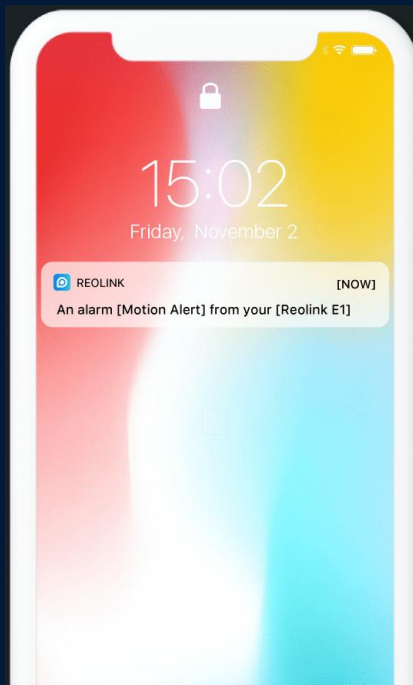 15:02
Friday, November 2
REOLINK [NOW]
An alarm [Motion Alert] from your [Reolink E1]